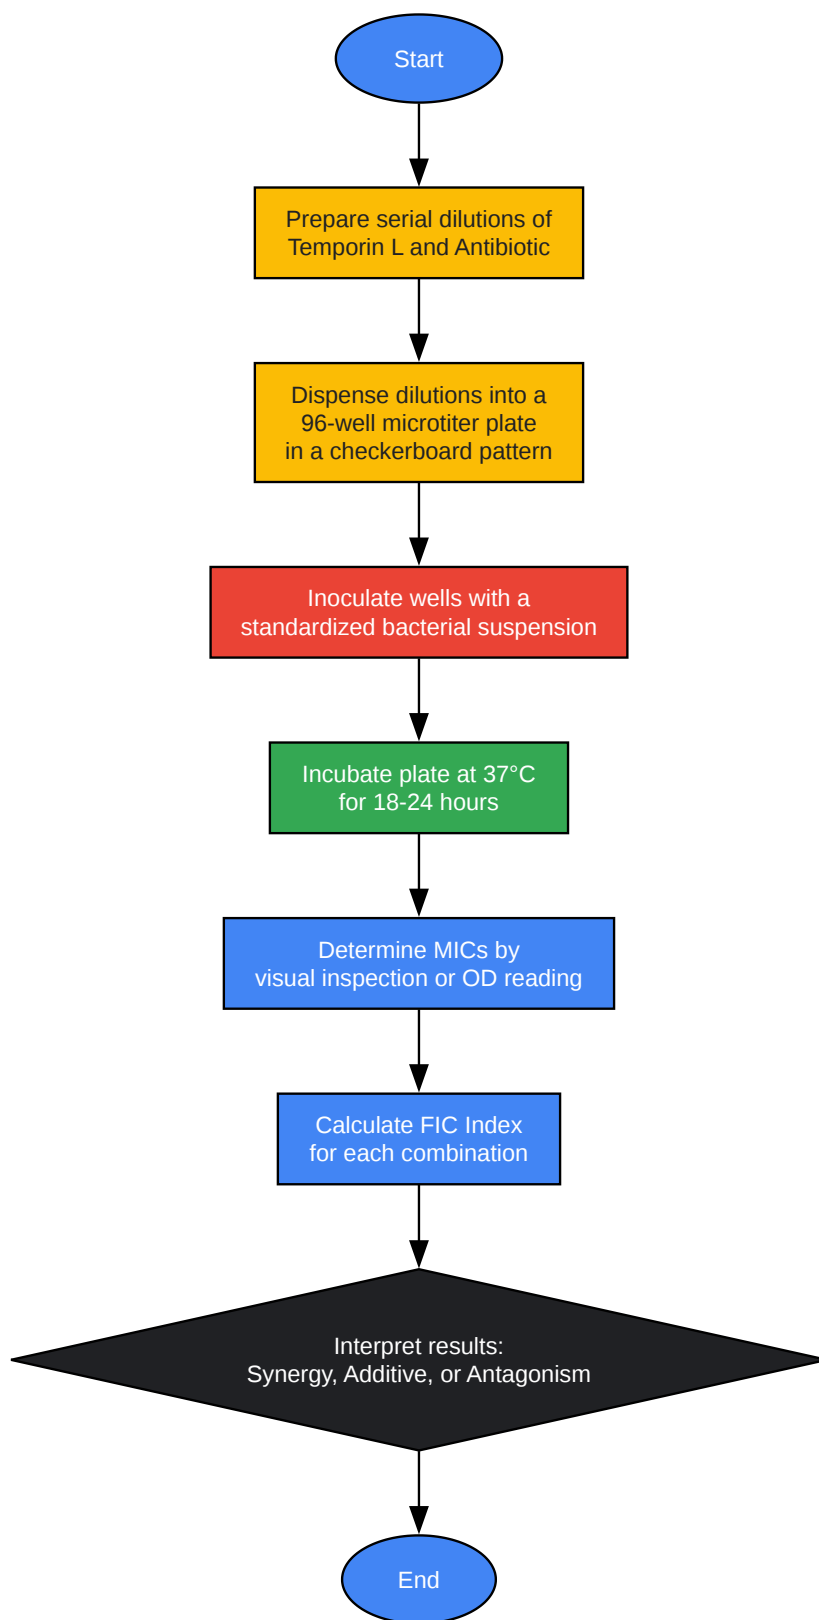 Start
Prepare serial dilutions of
Temporin L and Antibiotic
Dispense dilutions into a
96-well microtiter plate
in a checkerboard pattern
Inoculate wells with a
standardized bacterial suspension
Incubate plate at 37°C
for 18-24 hours
Determine MICs by
visual inspection or OD reading
Calculate FIC Index
for each combination
Interpret results:
Synergy, Additive, or Antagonism
End